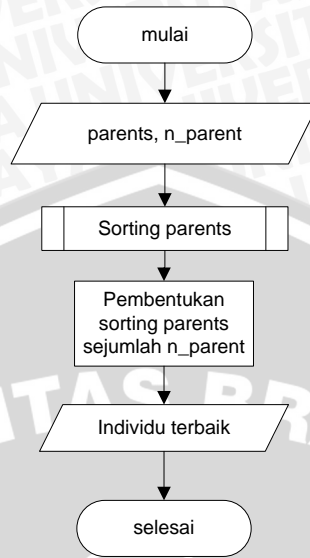 mulai
parents, n_parent
Sorting parents
Pembentukan
sorting parents
sejumlah n_parent
Individu terbaik
selesai